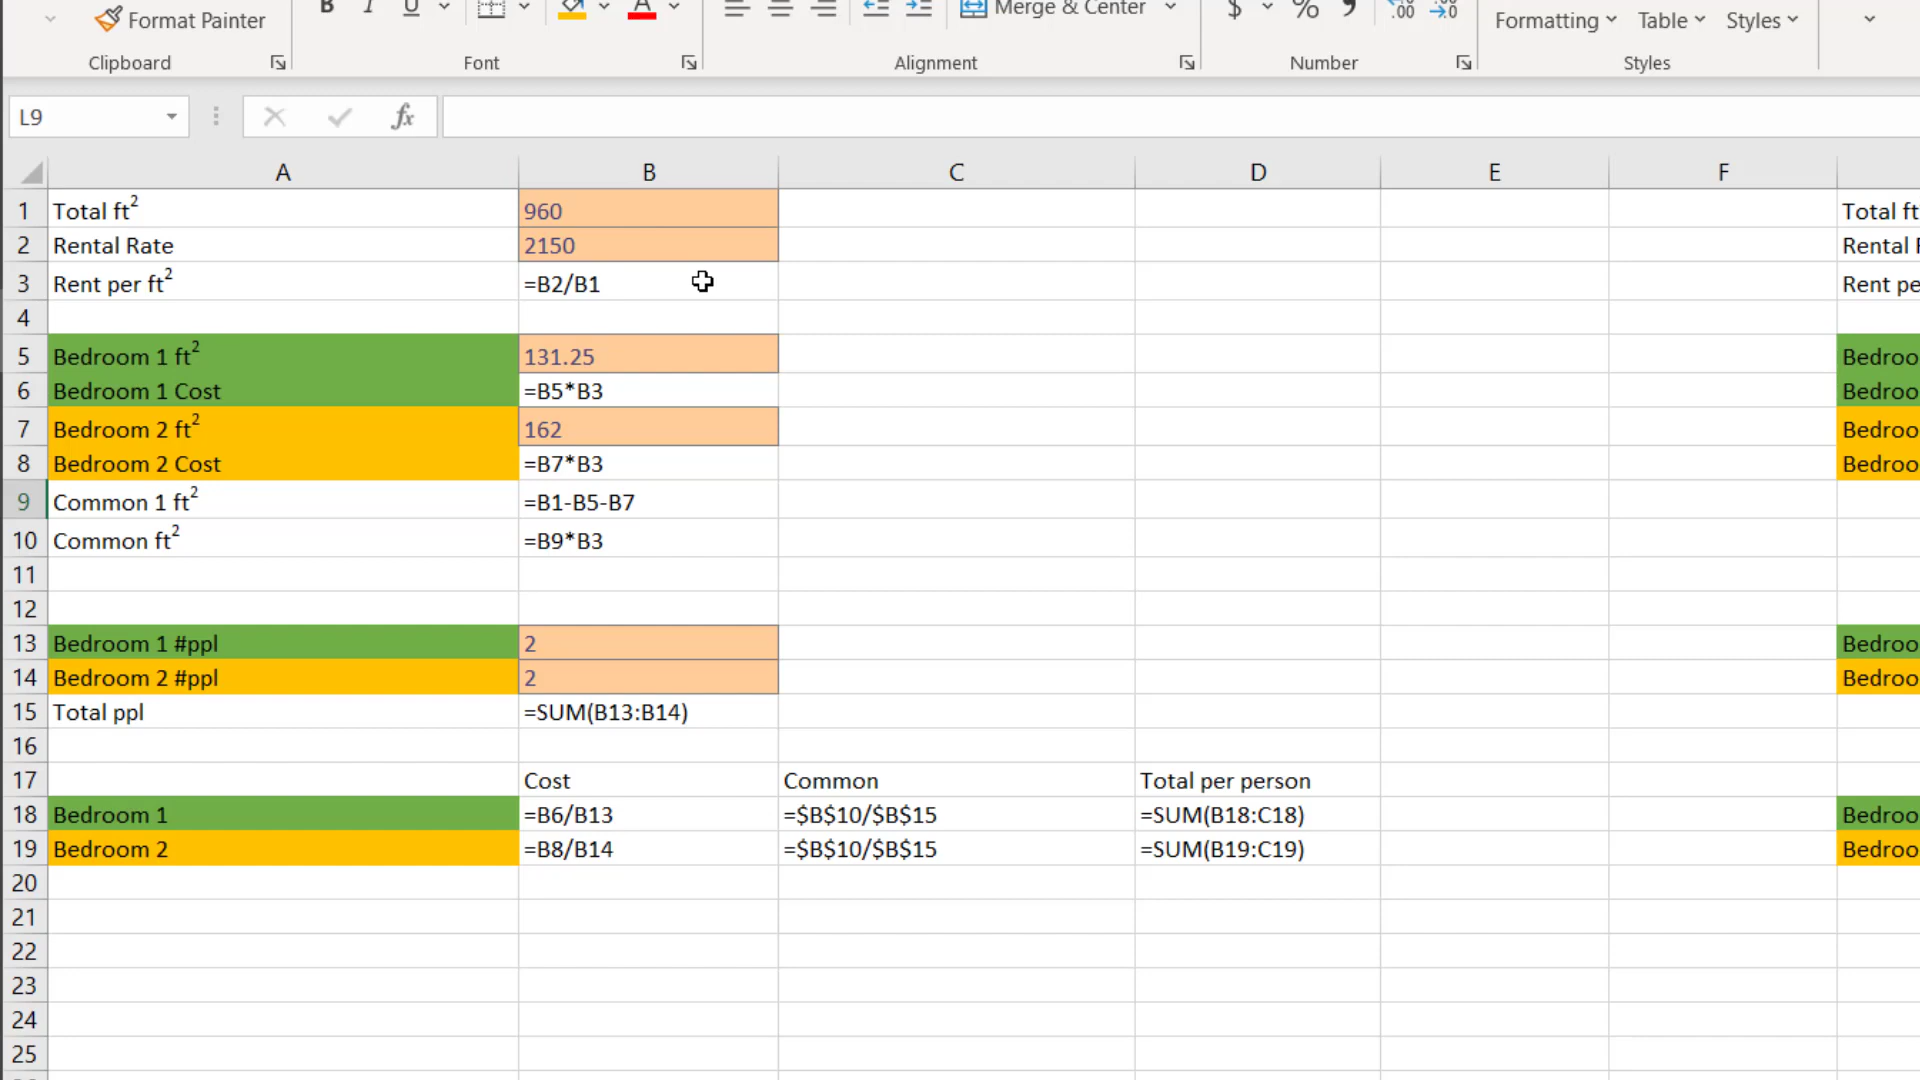 B I U A Merge & Center $ % 9 .00 .0
Format Painter Formatting Table Styles
Clipboard Font Alignment Number Styles
L9 fx
A B C D E F
1 Total ft2 960 Total ft
2 Rental Rate 2150 Rental
3 Rent per ft2 =B2/B1 Rent pe
4
5 Bedroom 1 ft2 131.25 Bedroo
6 Bedroom 1 Cost =B5*B3 Bedroo
7 Bedroom 2 ft2 162 Bedroo
8 Bedroom 2 Cost =B7*B3 Bedroo
9 Common 1 ft2 =B1-B5-B7
10 Common ft2 =B9*B3
11
12
13 Bedroom 1 #ppl 2 Bedroo
14 Bedroom 2 #ppl 2 Bedroo
15 Total ppl =SUM(B13:B14)
16
17 Cost Common Total per person
18 Bedroom 1 =B6/B13 =$B$10/$B$15 =SUM(B18:C18) Bedroo
19 Bedroom 2 =B8/B14 =$B$10/$B$15 =SUM(B19:C19) Bedroo
20
21
22
23
24
25